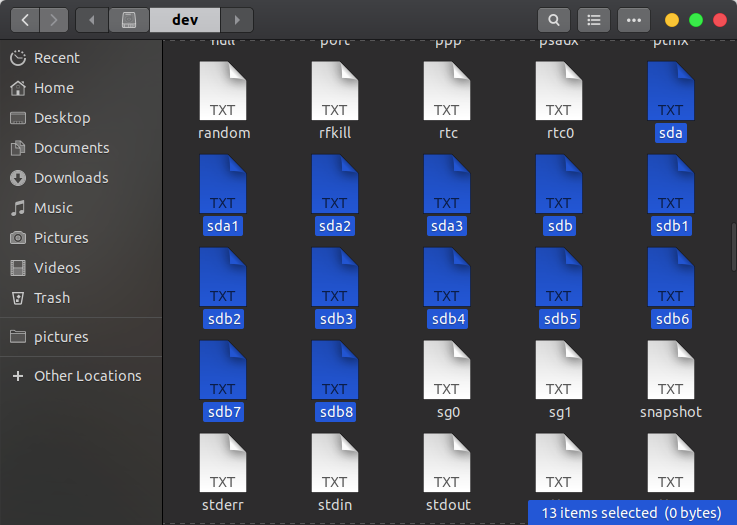 dev
Recent
Home
Desktop
Documents
Downloads
Music
Pictures
Videos
Trash
pictures
Other Locations
null port ppp psaux ptmx
TXT TXT TXT TXT TXT
random rfkill rtc rtc0 sda
TXT TXT TXT TXT TXT
sda1 sda2 sda3 sdb sdb1
TXT TXT TXT TXT TXT
sdb2 sdb3 sdb4 sdb5 sdb6
TXT TXT TXT TXT TXT
sdb7 sdb8 sg0 sg1 snapshot
TXT TXT TXT
stderr stdin stdout
13 items selected (0 bytes)